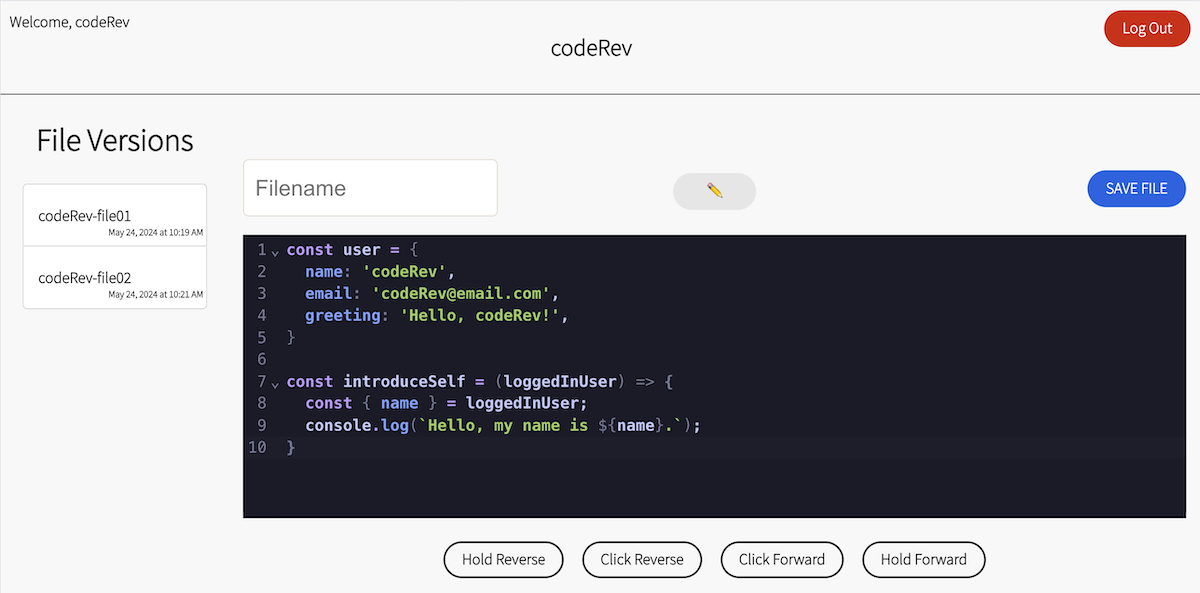 Welcome, codeRev
codeRev
Log Out
File Versions
codeRev-file01
May 24, 2024 at 10:19 AM
codeRev-file02
May 24, 2024 at 10:21 AM
Filename
SAVE FILE
1 const user = {
2   name: 'codeRev',
3   email: 'codeRev@email.com',
4   greeting: 'Hello, codeRev!',
5 }
6
7 const introduceSelf = (loggedInUser) => {
8   const { name } = loggedInUser;
9   console.log(`Hello, my name is ${name}.`);
10 }
Hold Reverse
Click Reverse
Click Forward
Hold Forward